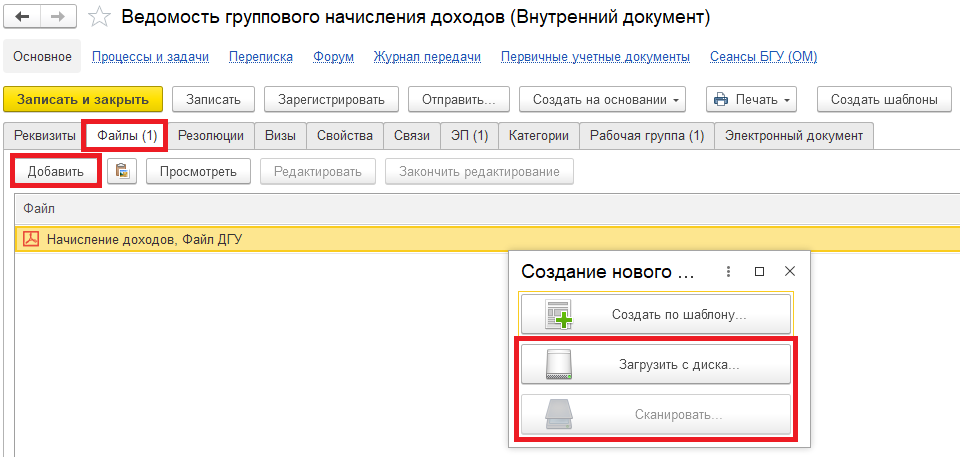 Ведомость группового начисления доходов (Внутренний документ)
Основное Процессы и задачи Переписка Форум Журнал передачи Первичные учетные документы Сеансы БГУ (ОМ)
Записать и закрыть Записать Зарегистрировать Отправить... Создать на основании Печать Создать шаблоны
Реквизиты Файлы (1) Резолюции Визы Свойства Связи ЭП (1) Категории Рабочая группа (1) Электронный документ
Добавить Просмотреть Редактировать Закончить редактирование
Файл
Начисление доходов, Файл ДГУ
Создание нового ...
Создать по шаблону...
Загрузить с диска...
Сканировать...